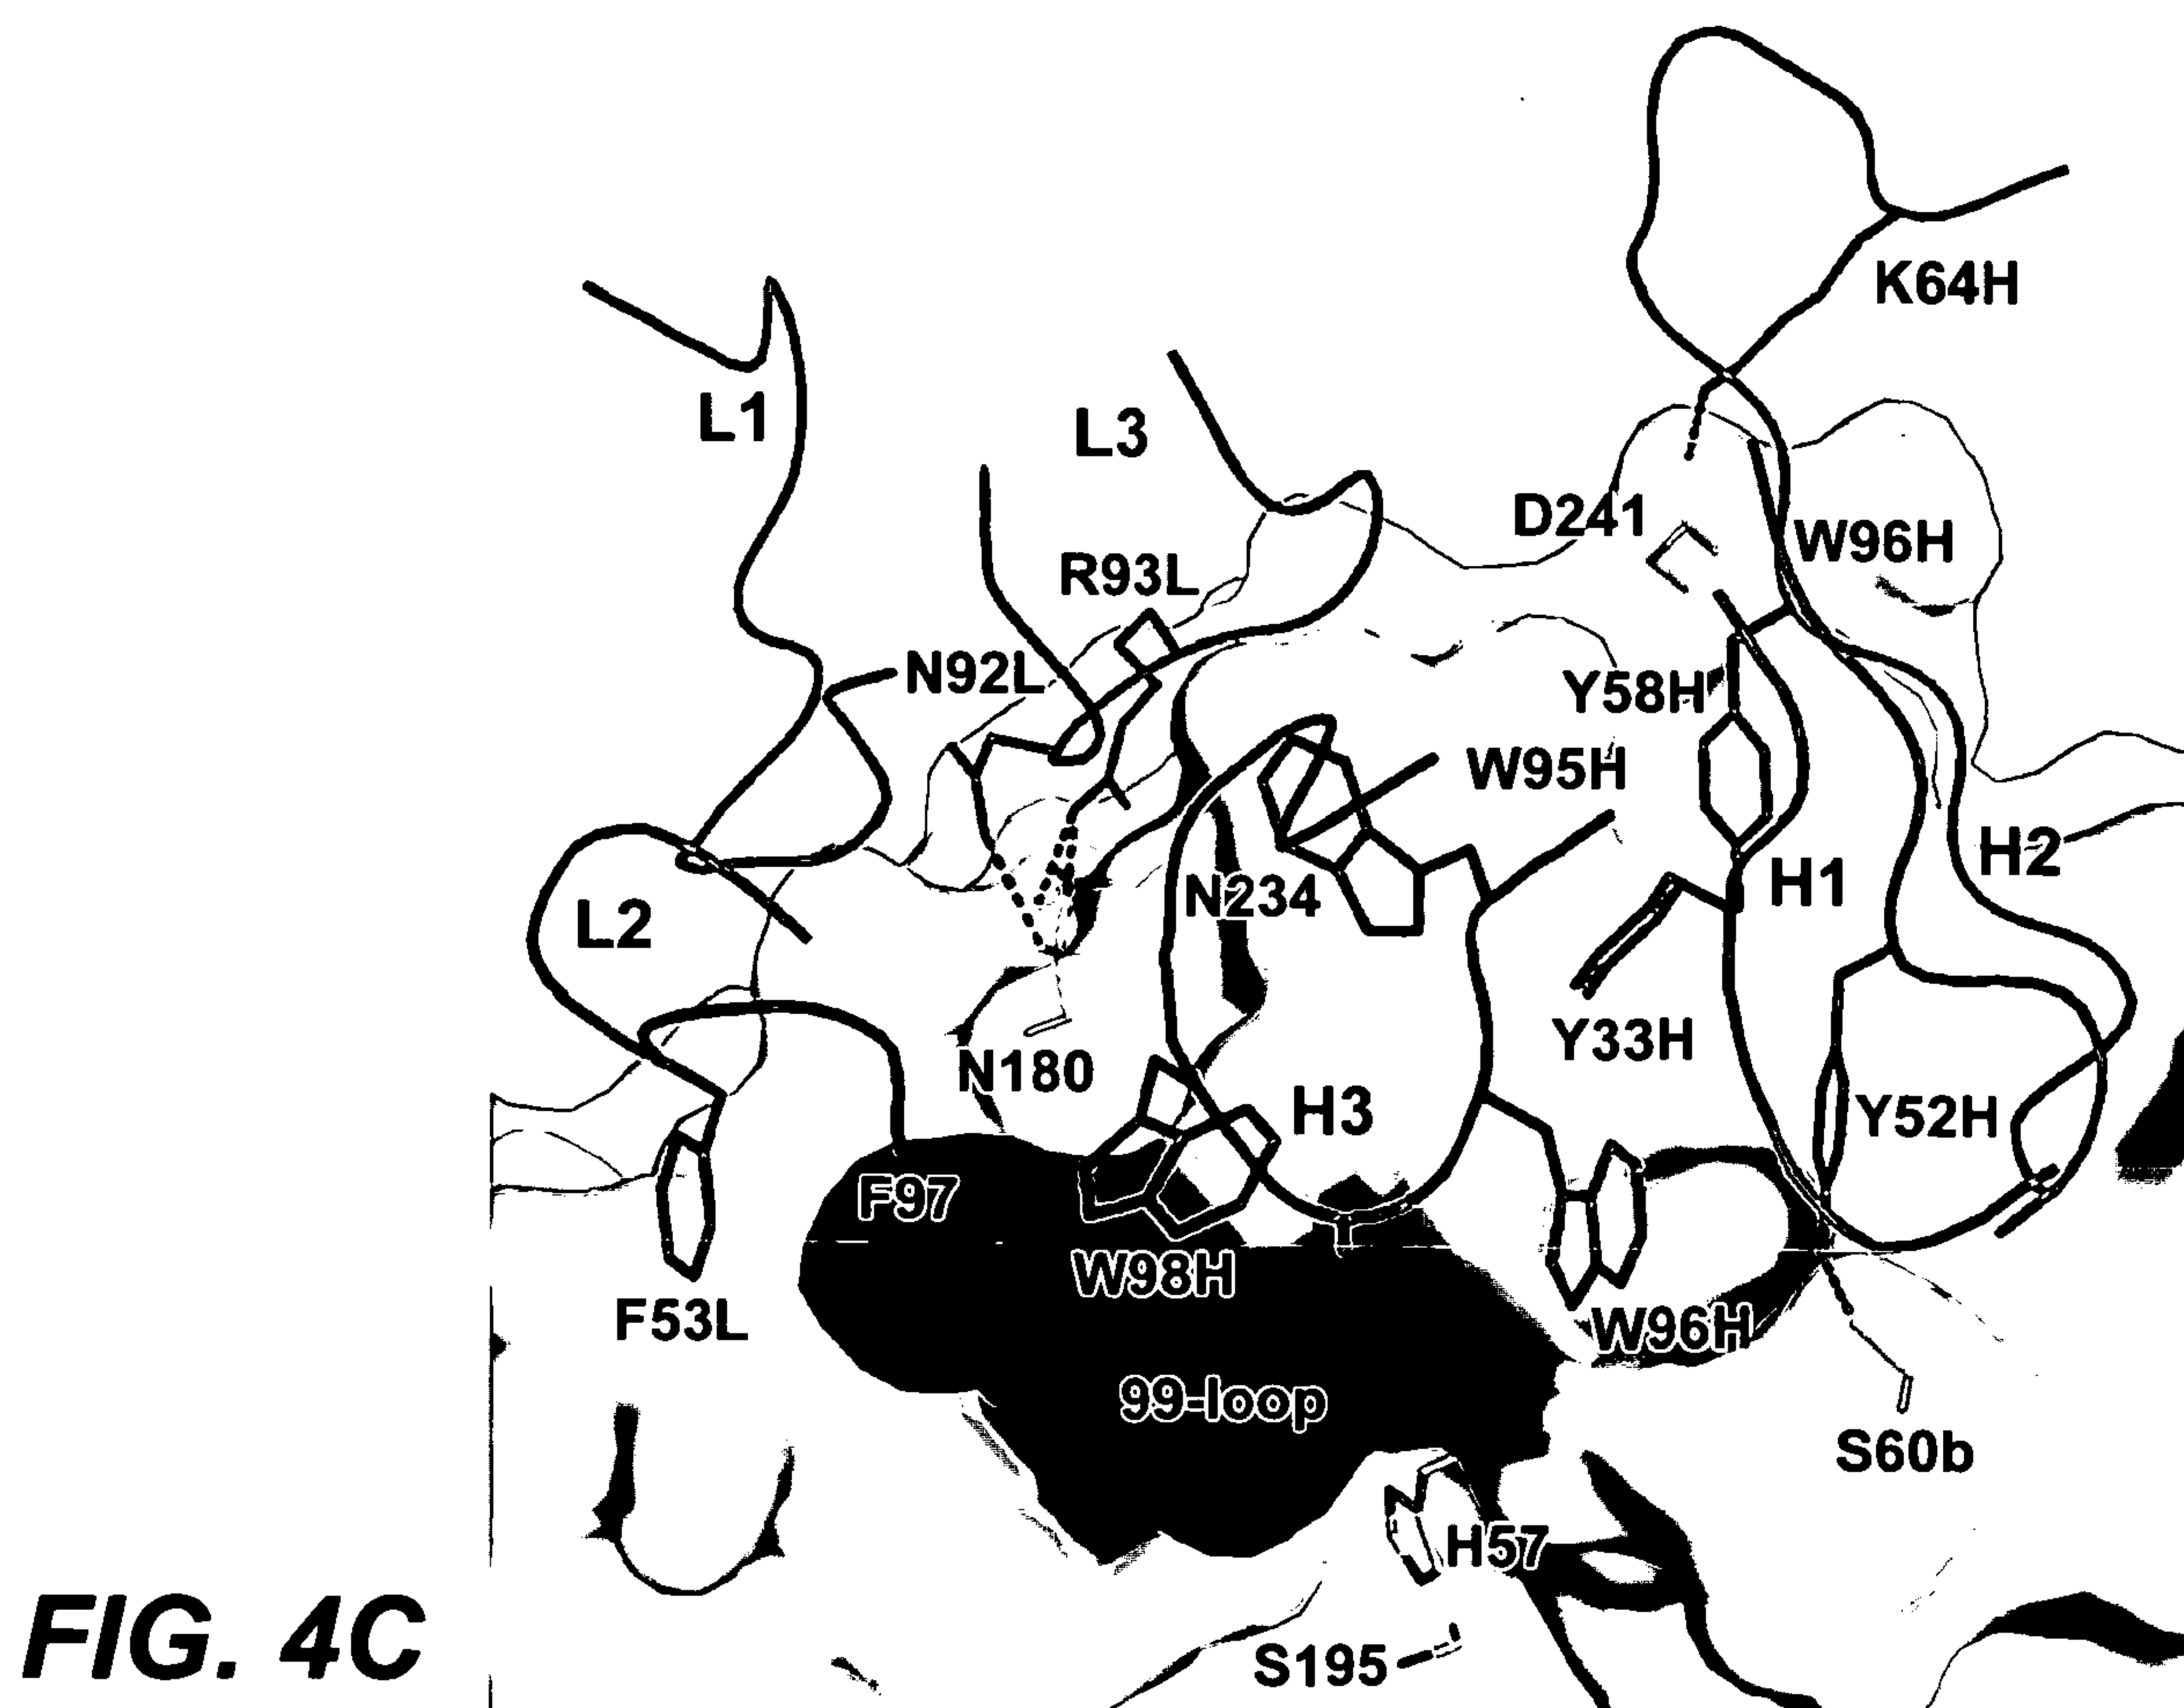 K64H
L1
L3
D241
W96H
R93L
N92L
Y58H
W95H
H2
H1
N234
L2
Y33H
N180
H3
Y52H
F97
W98H
F53L
W96H
99-loop
S60b
H57
FIG. 4C
S195